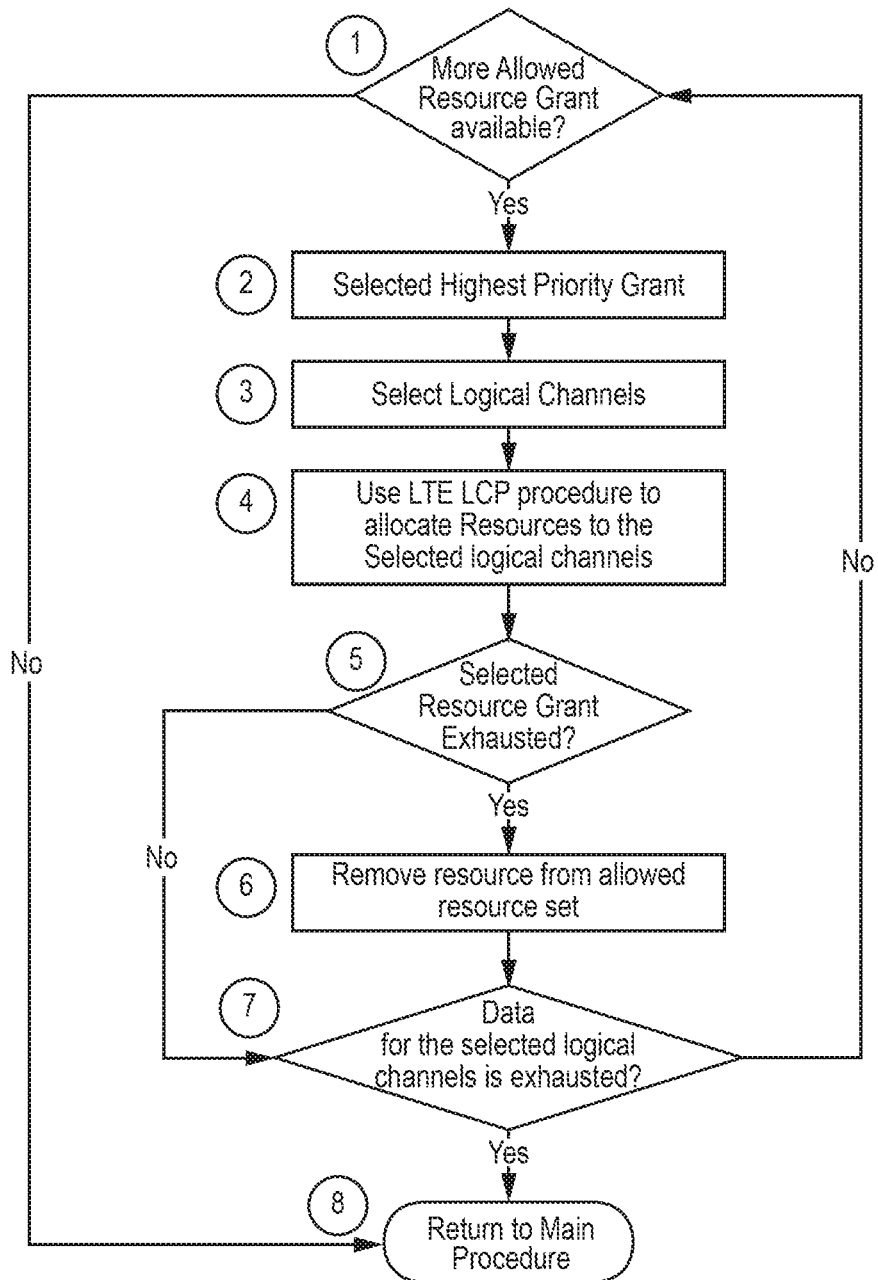 1
More Allowed
Resource Grant
available?
Yes
2
Selected Highest Priority Grant
3
Select Logical Channels
4
Use LTE LCP procedure to
allocate Resources to the
Selected logical channels
No
No
5
Selected
Resource Grant
Exhausted?
Yes
No
6
Remove resource from allowed
resource set
7
Data
for the selected logical
channels is exhausted?
Yes
8
Return to Main
Procedure